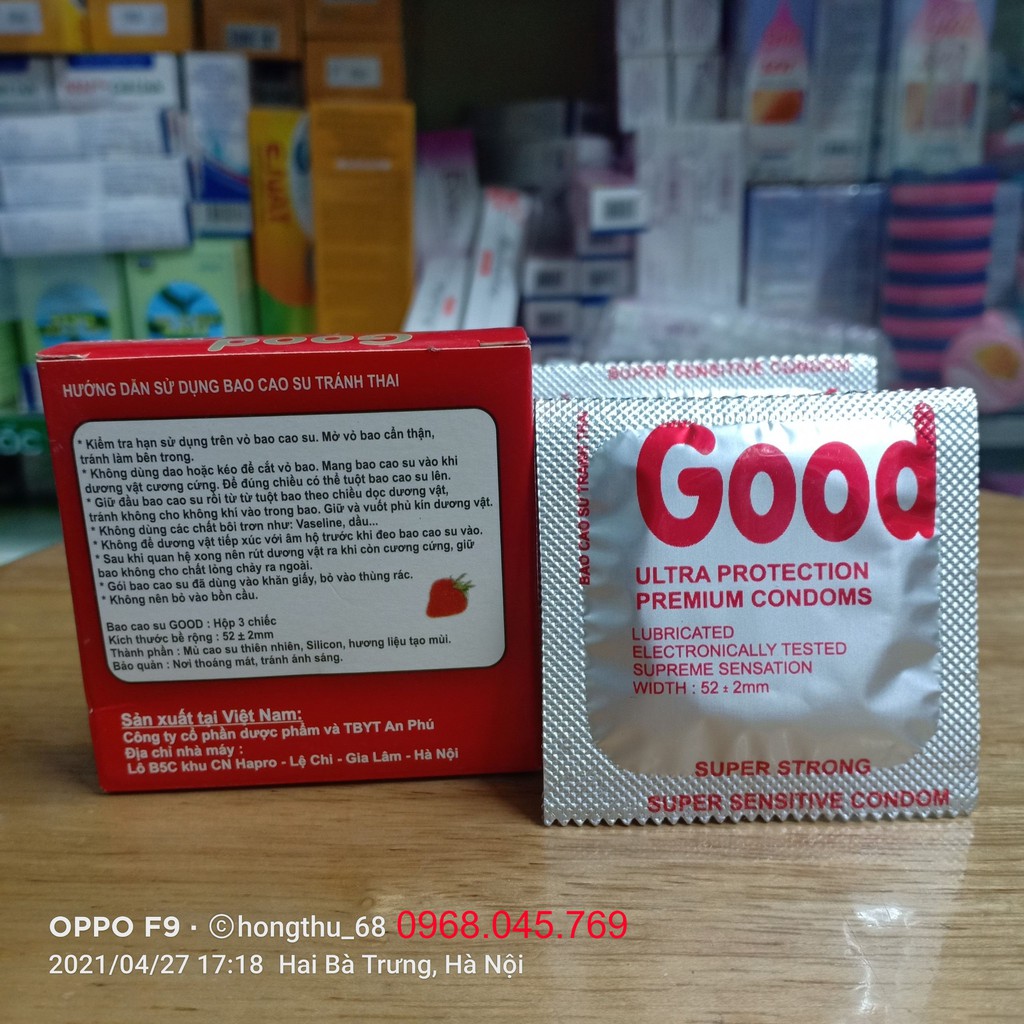 Good
HƯỚNG DẪN SỬ DỤNG BAO CAO SU TRÁNH THAI
* Kiểm tra hạn sử dụng trên vỏ bao cao su. Mở vỏ bao cẩn thận,
tránh làm bên trong.
* Không dùng dao hoặc kéo để cắt vỏ bao. Mang bao cao su vào khi
dương vật cương cứng. Để đúng chiều có thể tuột bao cao su lên.
* Giữ đầu bao cao su rồi từ từ tuột bao theo chiều dọc dương vật,
tránh không cho không khí vào trong bao. Giữ và vuốt phủ kín dương vật.
* Không dùng các chất bôi trơn như: Vaseline, dầu...
* Không để dương vật tiếp xúc với âm hộ trước khi đeo bao cao su vào.
* Sau khi quan hệ xong nên rút dương vật ra khi còn cương cứng, giữ
bao không cho chất lỏng chảy ra ngoài.
* Gói bao cao su đã dùng vào khăn giấy, bỏ vào thùng rác.
* Không nên bỏ vào bồn cầu.
Bao cao su GOOD : Hộp 3 chiếc
Kích thước bề rộng : 52 ± 2mm
Thành phần : Mủ cao su thiên nhiên, Silicon, hương liệu tạo mùi.
Bảo quản : Nơi thoáng mát, tránh ánh sáng.
Sản xuất tại Việt Nam:
Công ty cổ phần dược phẩm và TBYT An Phú
Địa chỉ nhà máy :
Lô B5C khu CN Hapro - Lệ Chi - Gia Lâm - Hà Nội
SUPER SENSITIVE CONDOM
BAO CAO SU TRÁNH THAI
Good
ULTRA PROTECTION
PREMIUM CONDOMS
LUBRICATED
ELECTRONICALLY TESTED
SUPREME SENSATION
WIDTH : 52 ± 2mm
SUPER STRONG
SUPER SENSITIVE CONDOM
OPPO F9 · ©hongthu_68 0968.045.769
2021/04/27 17:18 Hai Bà Trưng, Hà Nội